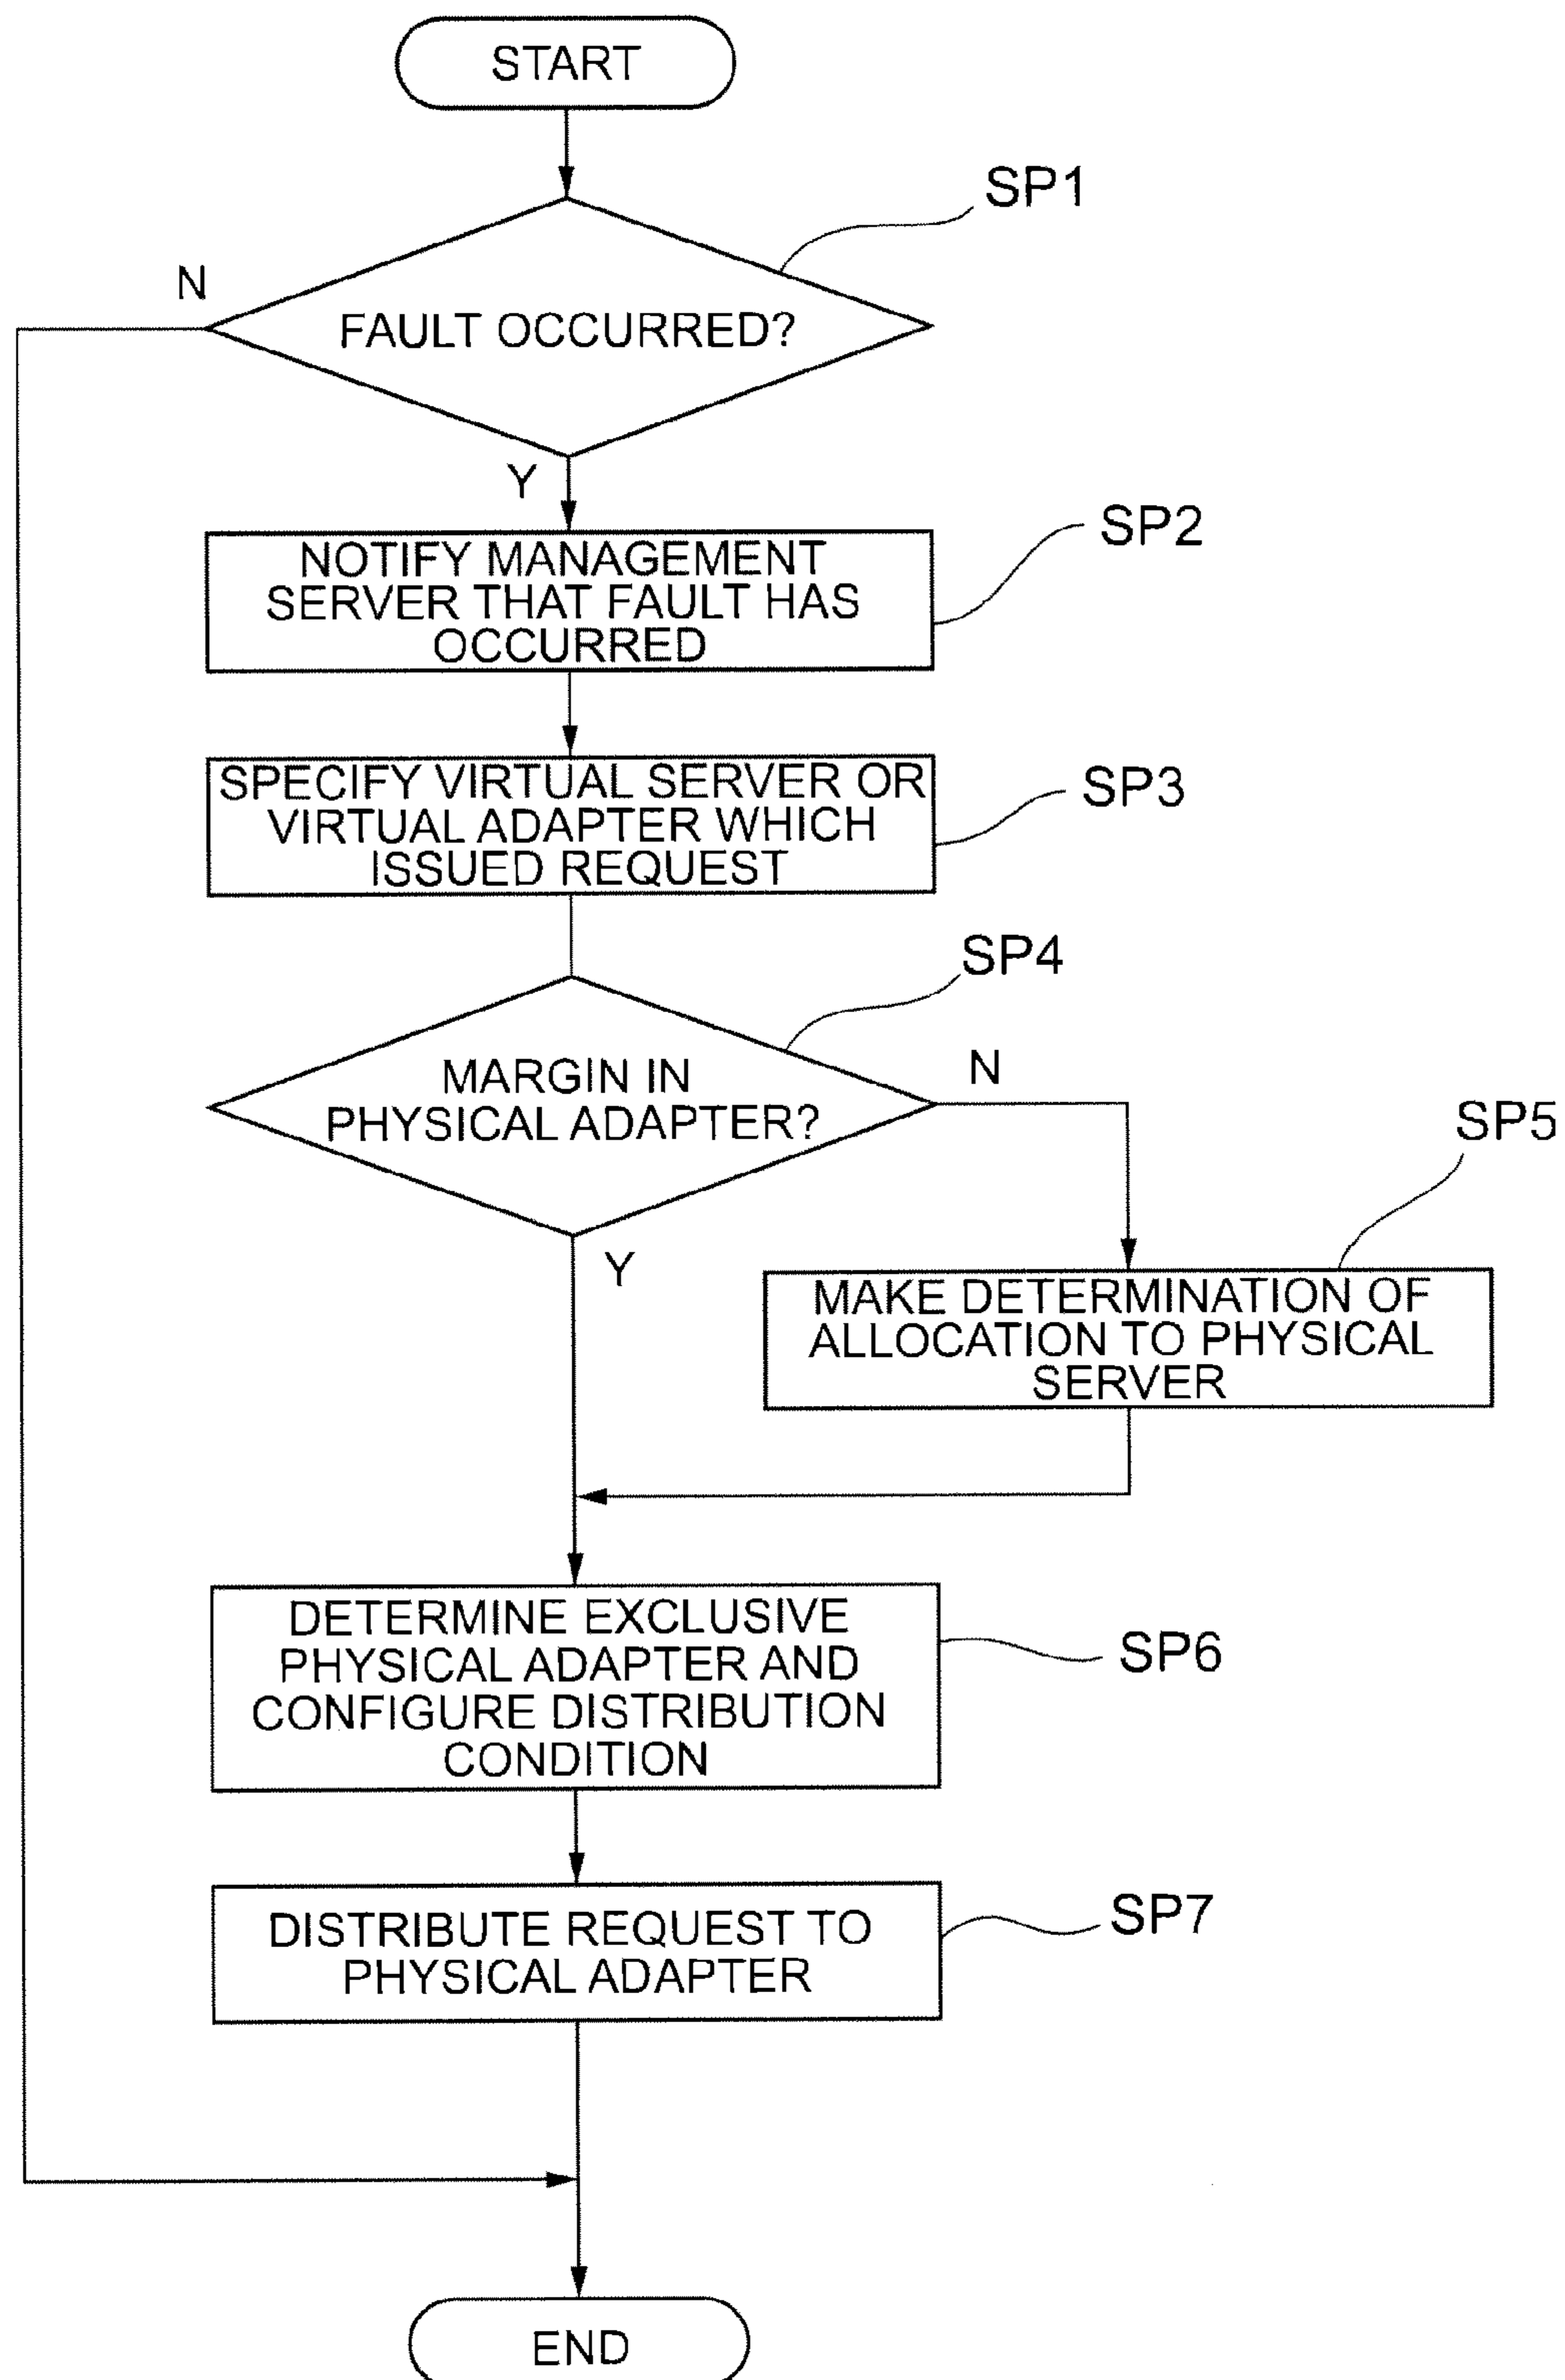 START
SP1
N
FAULT OCCURRED?
Y
SP2
NOTIFY MANAGEMENT
SERVER THAT FAULT HAS
OCCURRED
SP3
SPECIFY VIRTUAL SERVER OR
VIRTUAL ADAPTER WHICH
ISSUED REQUEST
SP4
MARGIN IN
PHYSICAL ADAPTER?
N
SP5
Y
MAKE DETERMINATION OF
ALLOCATION TO PHYSICAL
SERVER
DETERMINE EXCLUSIVE
PHYSICAL ADAPTER AND
CONFIGURE DISTRIBUTION
CONDITION
SP6
DISTRIBUTE REQUEST TO
PHYSICAL ADAPTER
SP7
END